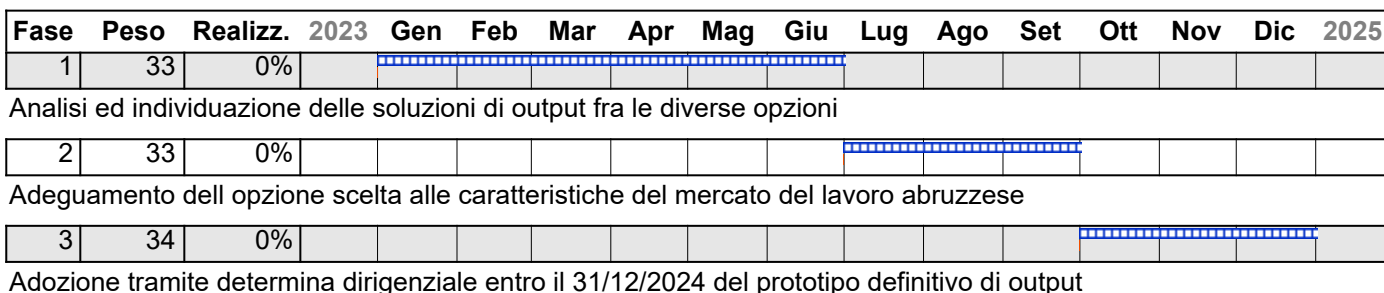 Fase Peso Realizz. 2023 Gen Feb Mar Apr Mag Giu Lug Ago Set Ott Nov Dic 2025
1 33 0%
Analisi ed individuazione delle soluzioni di output fra le diverse opzioni
2 33 0%
Adeguamento dell opzione scelta alle caratteristiche del mercato del lavoro abruzzese
3 34 0%
Adozione tramite determina dirigenziale entro il 31/12/2024 del prototipo definitivo di output